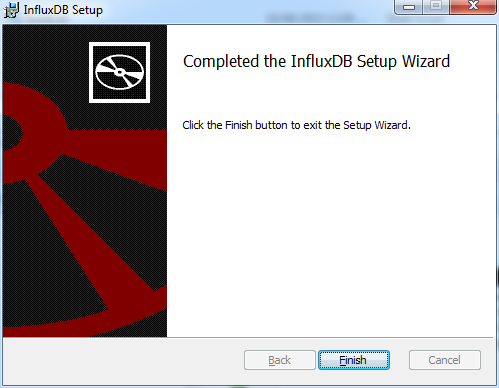 InfluxDB Setup
Completed the InfluxDB Setup Wizard
Click the Finish button to exit the Setup Wizard.
Back
Finish
Cancel